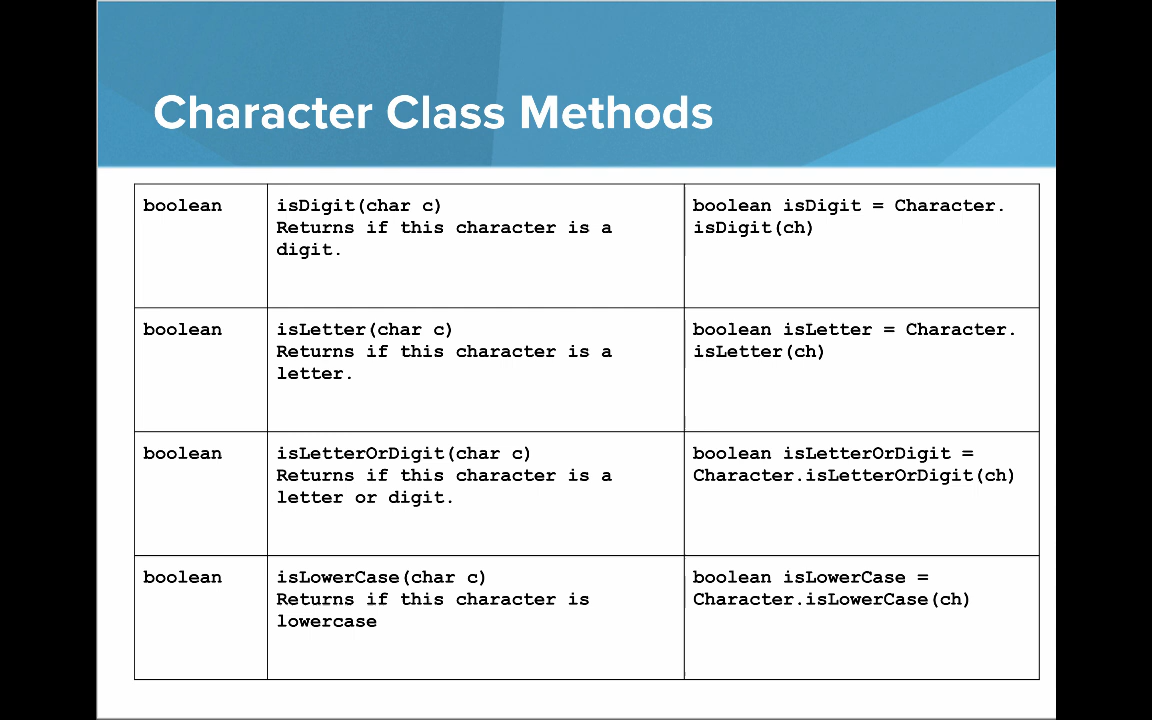 Character Class Methods
boolean
isDigit(char c)
Returns if this character is a
digit.
boolean isDigit = Character.
isDigit(ch)
boolean
isLetter(char c)
Returns if this character is a
letter.
boolean isLetter = Character.
isLetter(ch)
boolean
isLetterOrDigit(char c)
Returns if this character is a
letter or digit.
boolean isLetterOrDigit =
Character.isLetterOrDigit(ch)
boolean
isLowerCase(char c)
Returns if this character is
lowercase
boolean isLowerCase =
Character.isLowerCase(ch)